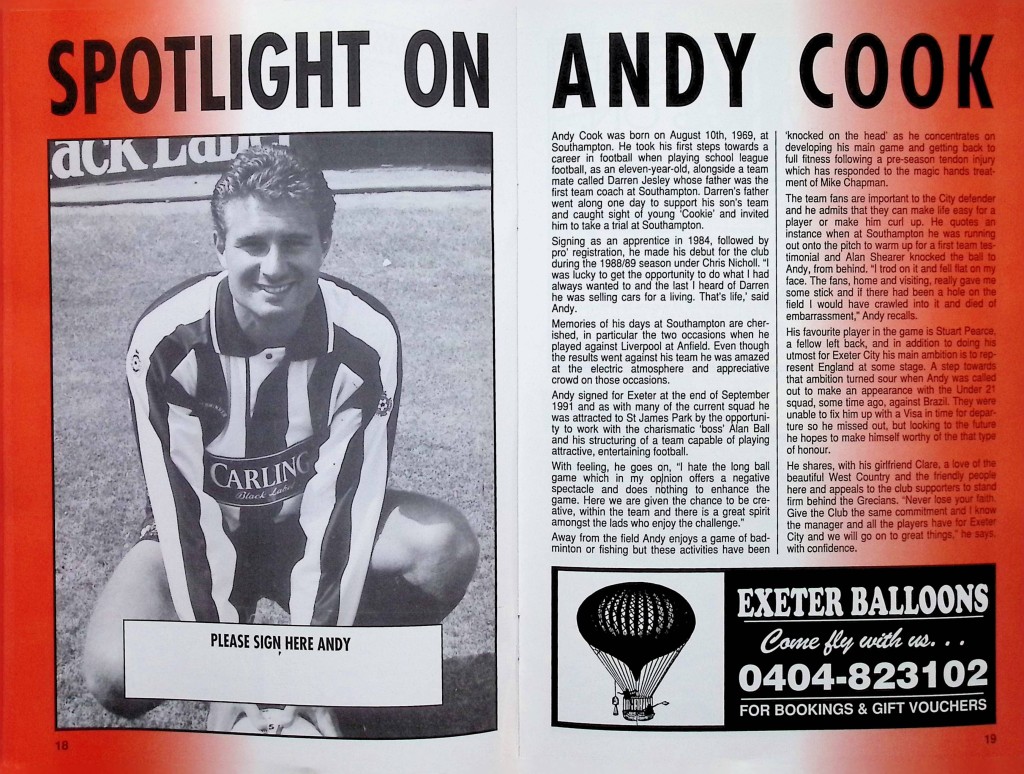 SPOTLIGHT ON ANDY COOK
ack Label
CARLING
Black Label
PLEASE SIGN HERE ANDY
18
Andy Cook was born on August 10th, 1969, at
Southampton. He took his first steps towards a
career in football when playing school league
football, as an eleven-year-old, alongside a team
mate called Darren Jesley whose father was the
first team coach at Southampton. Darren's father
went along one day to support his son's team
and caught sight of young 'Cookie' and invited
him to take a trial at Southampton.
Signing as an apprentice in 1984, followed by
pro' registration, he made his debut for the club
during the 1988/89 season under Chris Nicholl. "I
was lucky to get the opportunity to do what I had
always wanted to and the last I heard of Darren
he was selling cars for a living. That's life,' said
Andy.
Memories of his days at Southampton are cher-
ished, in particular the two occasions when he
played against Liverpool at Anfield. Even though
the results went against his team he was amazed
at the electric atmosphere and appreciative
crowd on those occasions.
Andy signed for Exeter at the end of September
1991 and as with many of the current squad he
was attracted to St James Park by the opportuni-
ty to work with the charismatic 'boss' Alan Ball
and his structuring of a team capable of playing
attractive, entertaining football.
With feeling, he goes on, "I hate the long ball
game which in my opinion offers a negative
spectacle and does nothing to enhance the
game. Here we are given the chance to be cre-
ative, within the team and there is a great spirit
amongst the lads who enjoy the challenge."
Away from the field Andy enjoys a game of bad-
minton or fishing but these activities have been
'knocked on the head' as he concentrates on
developing his main game and getting back to
full fitness following a pre-season tendon injury
which has responded to the magic hands treat-
ment of Mike Chapman.
The team fans are important to the City defender
and he admits that they can make life easy for a
player or make him curl up. He quotes an
instance when at Southampton he was running
out onto the pitch to warm up for a first team tes-
timonial and Alan Shearer knocked the ball to
Andy, from behind. "I trod on it and fell flat on my
face. The fans, home and visiting, really gave me
some stick and if there had been a hole on the
field I would have crawled into it and died of
embarrassment," Andy recalls.
His favourite player in the game is Stuart Pearce,
a fellow left back, and in addition to doing his
utmost for Exeter City his main ambition is to rep-
resent England at some stage. A step towards
that ambition turned sour when Andy was called
out to make an appearance with the Under 21
squad, some time ago, against Brazil. They were
unable to fix him up with a Visa in time for depar-
ture so he missed out, but looking to the future
he hopes to make himself worthy of the that type
of honour.
He shares, with his girlfriend Clare, a love of the
beautiful West Country and the friendly people
here and appeals to the club supporters to stand
firm behind the Grecians. "Never lose your faith.
Give the Club the same commitment and I know
the manager and all the players have for Exeter
City and we will go on to great things," he says,
with confidence.
EXETER BALLOONS
Come fly with us...
0404-823102
FOR BOOKINGS & GIFT VOUCHERS
19